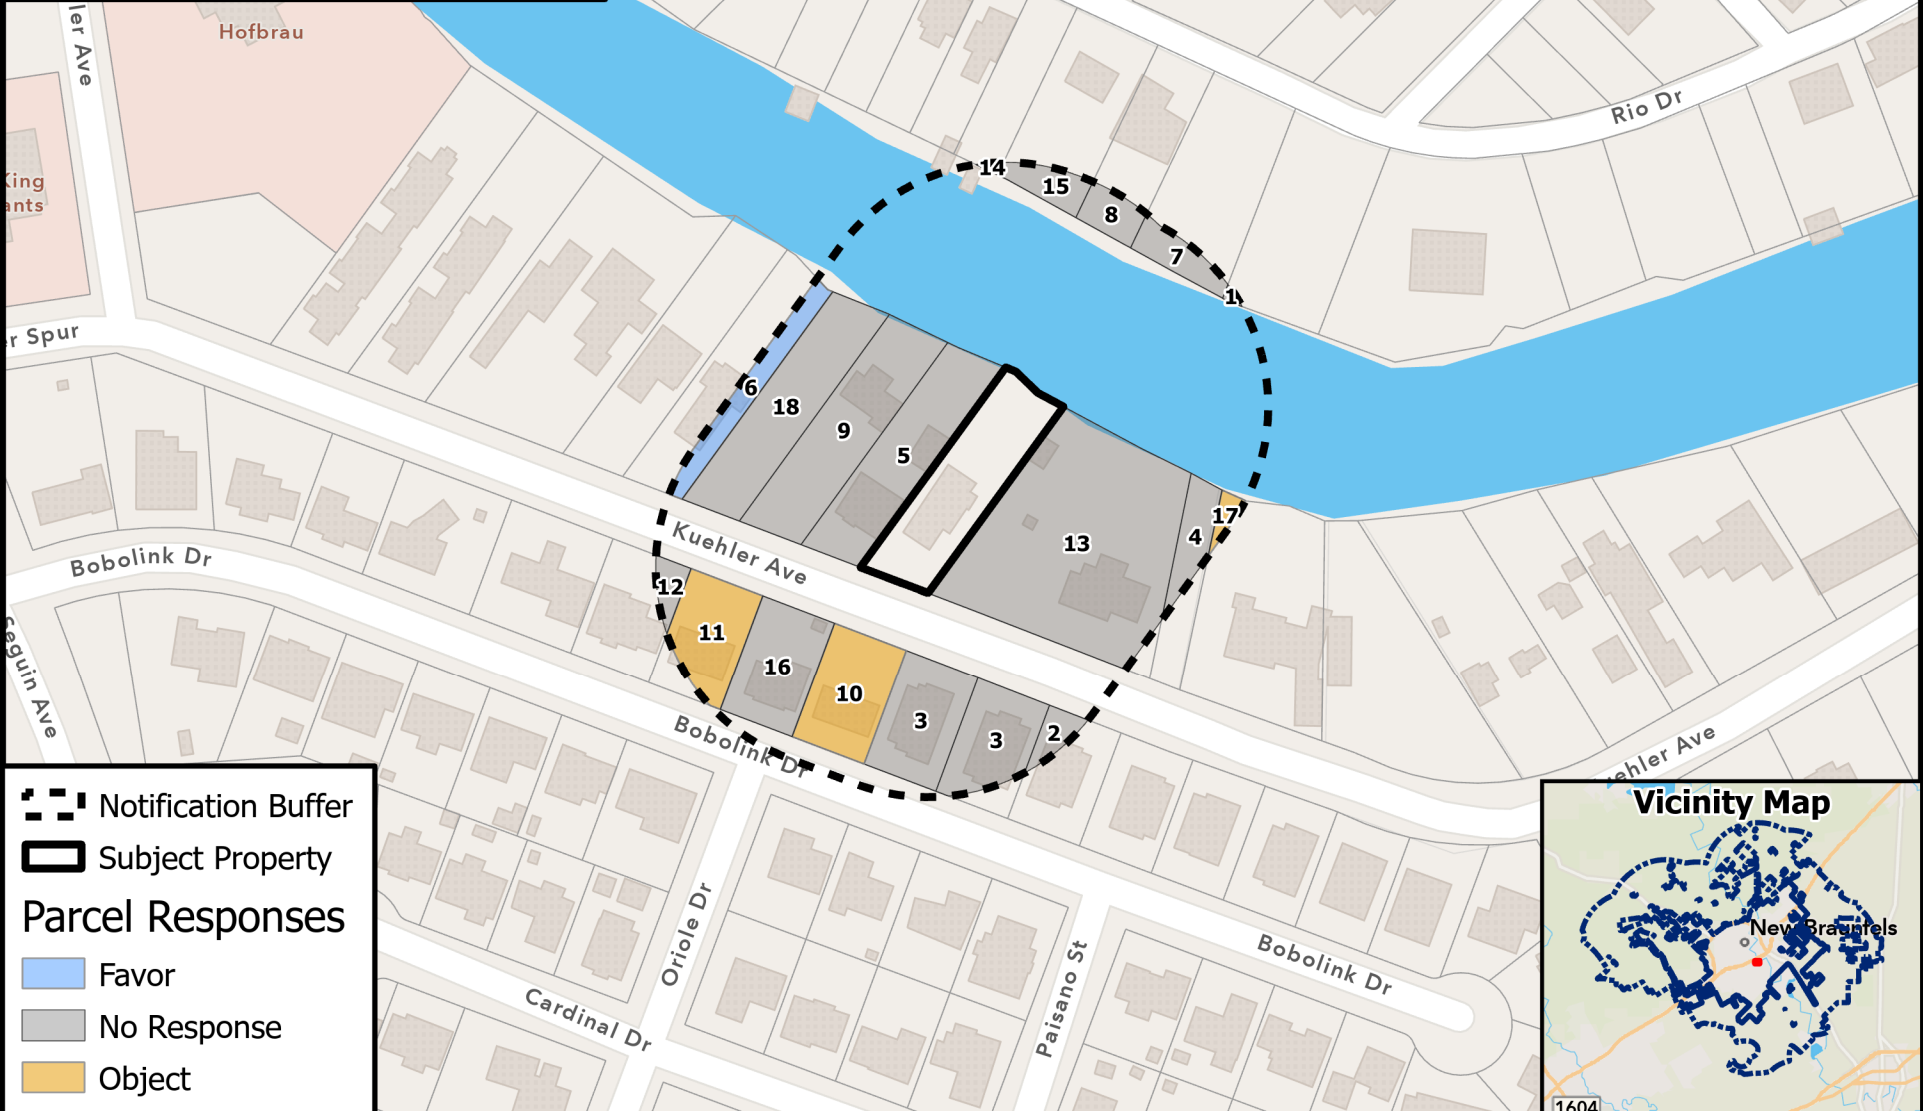 Hofbrau
ler Ave
King
ants
er Spur
Rio Dr
14
15
8
7
1
6
18
9
5
13
4
17
Kuehler Ave
12
11
16
10
3
3
2
Bobolink Dr
Bobolink Dr
Seguin Ave
Kuehler Ave
Oriole Dr
Cardinal Dr
Paisano St
Bobolink Dr
Notification Buffer
Subject Property
Parcel Responses
Favor
No Response
Object
Vicinity Map
New Braunfels
1604